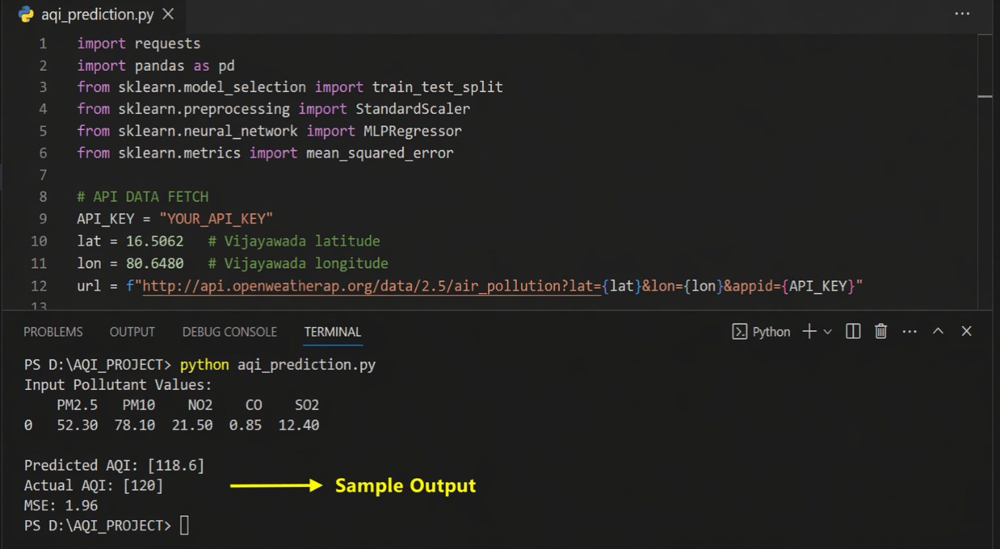 aqi_prediction.py
1 import requests
2 import pandas as pd
3 from sklearn.model_selection import train_test_split
4 from sklearn.preprocessing import StandardScaler
5 from sklearn.neural_network import MLPRegressor
6 from sklearn.metrics import mean_squared_error
7
8 # API DATA FETCH
9 API_KEY = "YOUR_API_KEY"
10 lat = 16.5062 # Vijayawada latitude
11 lon = 80.6480 # Vijayawada longitude
12 url = f"http://api.openweatherap.org/data/2.5/air_pollution?lat={lat}&lon={lon}&appid={API_KEY}"
13
PROBLEMS OUTPUT DEBUG CONSOLE TERMINAL Python
PS D:\AQI_PROJECT> python aqi_prediction.py
Input Pollutant Values:
PM2.5 PM10 NO2 CO SO2
0 52.30 78.10 21.50 0.85 12.40
Predicted AQI: [118.6]
Actual AQI: [120] Sample Output
MSE: 1.96
PS D:\AQI_PROJECT>